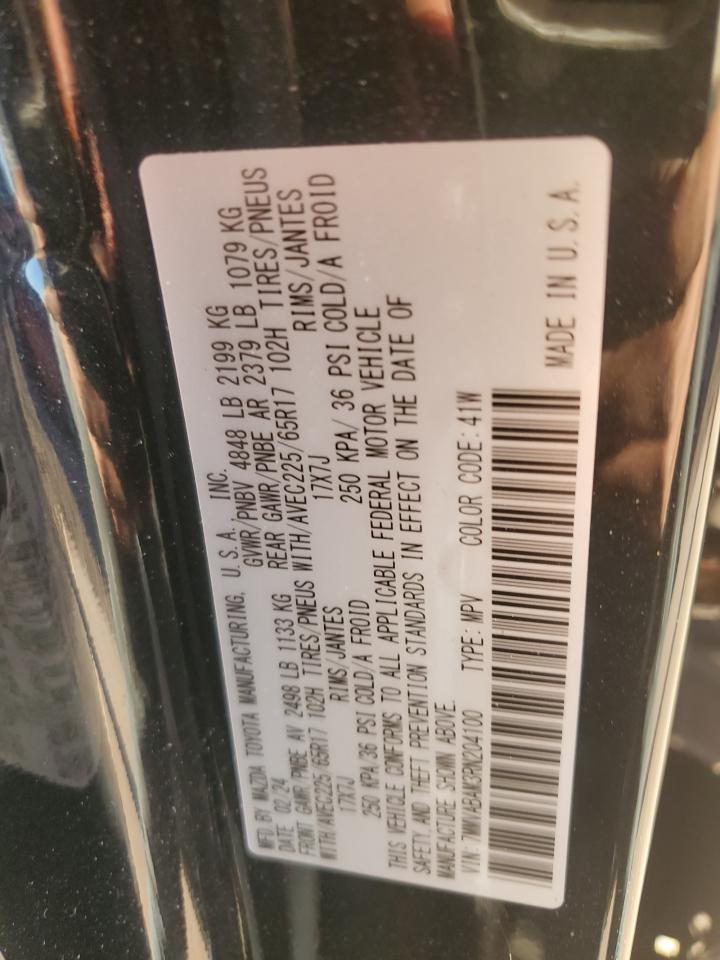 MFD. BY MAZDA TOYOTA MANUFACTURING, U.S.A., INC.
DATE 02/24 GVWR/PNBV 4848 LB 2199 KG
FRONT GAWR/PNBE AV 2498 LB 1133 KG REAR GAWR/PNBE AR 2379 LB 1079 KG
WITH/AVEC225/65R17 102H TIRES/PNEUS WITH/AVEC225/65R17 102H TIRES/PNEUS
17X7J RIMS/JANTES 17X7J RIMS/JANTES
250 KPA/36 PSI COLD/A FROID 250 KPA/ 36 PSI COLD/A FROID
THIS VEHICLE CONFORMS TO ALL APPLICABLE FEDERAL MOTOR VEHICLE
SAFETY, AND THEFT PREVENTION STANDARDS IN EFFECT ON THE DATE OF
MANUFACTURE SHOWN ABOVE.
VIN: 7MMVABAM3RN204100 TYPE: MPV COLOR CODE: 41W
MADE IN U.S.A.